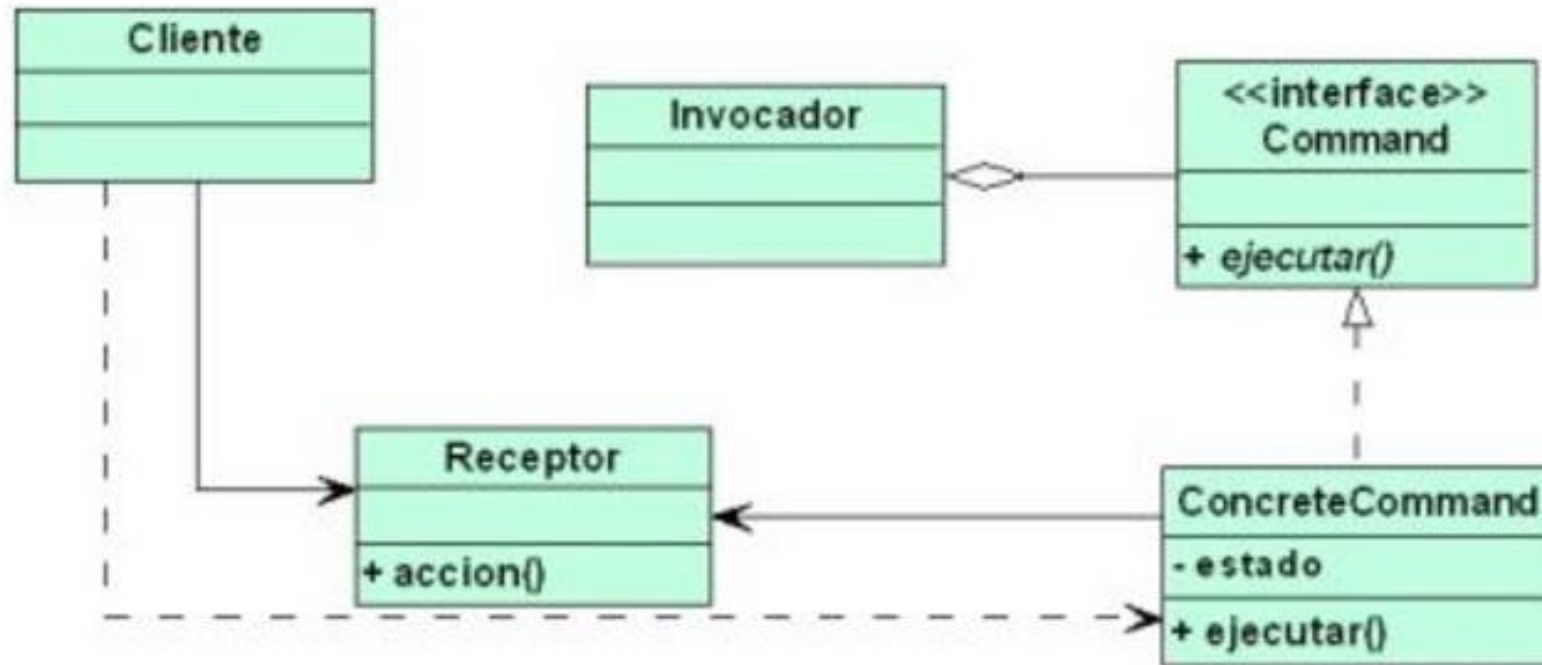 Cliente
Invocador
<<interface>>
Command
+ ejecutar()
Receptor
+ accion()
ConcreteCommand
- estado
+ ejecutar()